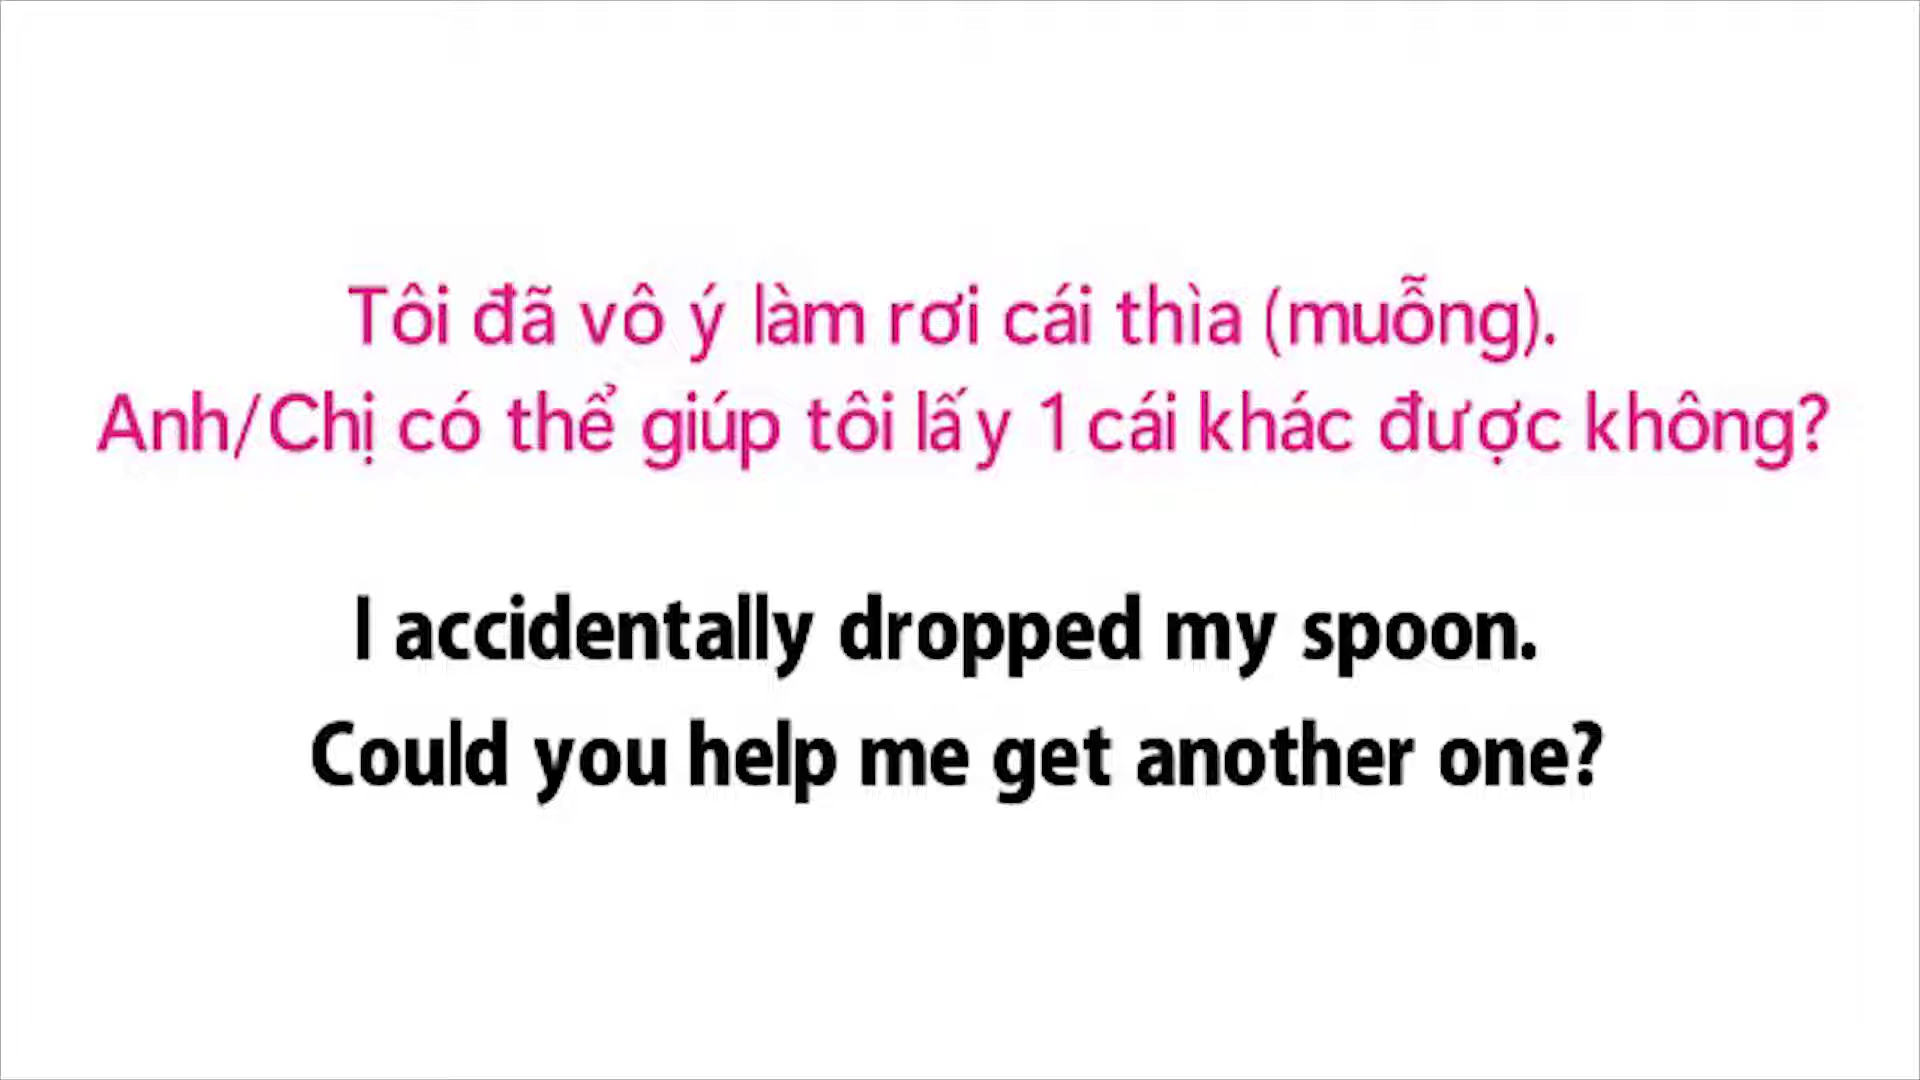 Tôi đã vô ý làm rơi cái thìa (muỗng).
Anh/Chị có thể giúp tôi lấy 1 cái khác được không?
I accidentally dropped my spoon.
Could you help me get another one?